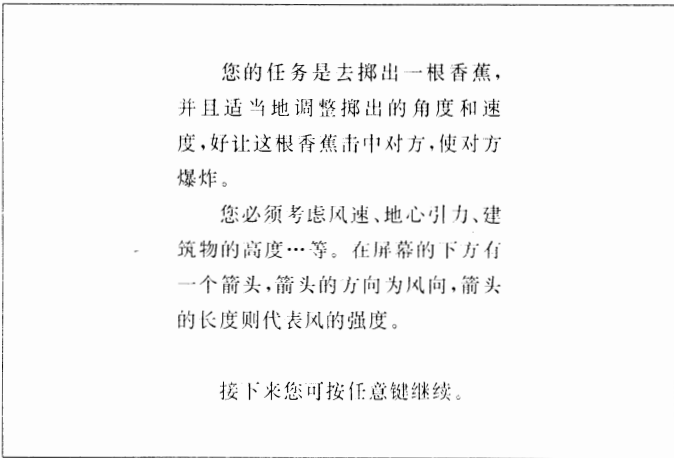 您的任务是去掷出一根香蕉，
并且适当地调整掷出的角度和速
度，好让这根香蕉击中对方，使对方
爆炸。
您必须考虑风速、地心引力、建
筑物的高度…等。在屏幕的下方有
一个箭头，箭头的方向为风向，箭头
的长度则代表风的强度。
接下来您可按任意键继续。